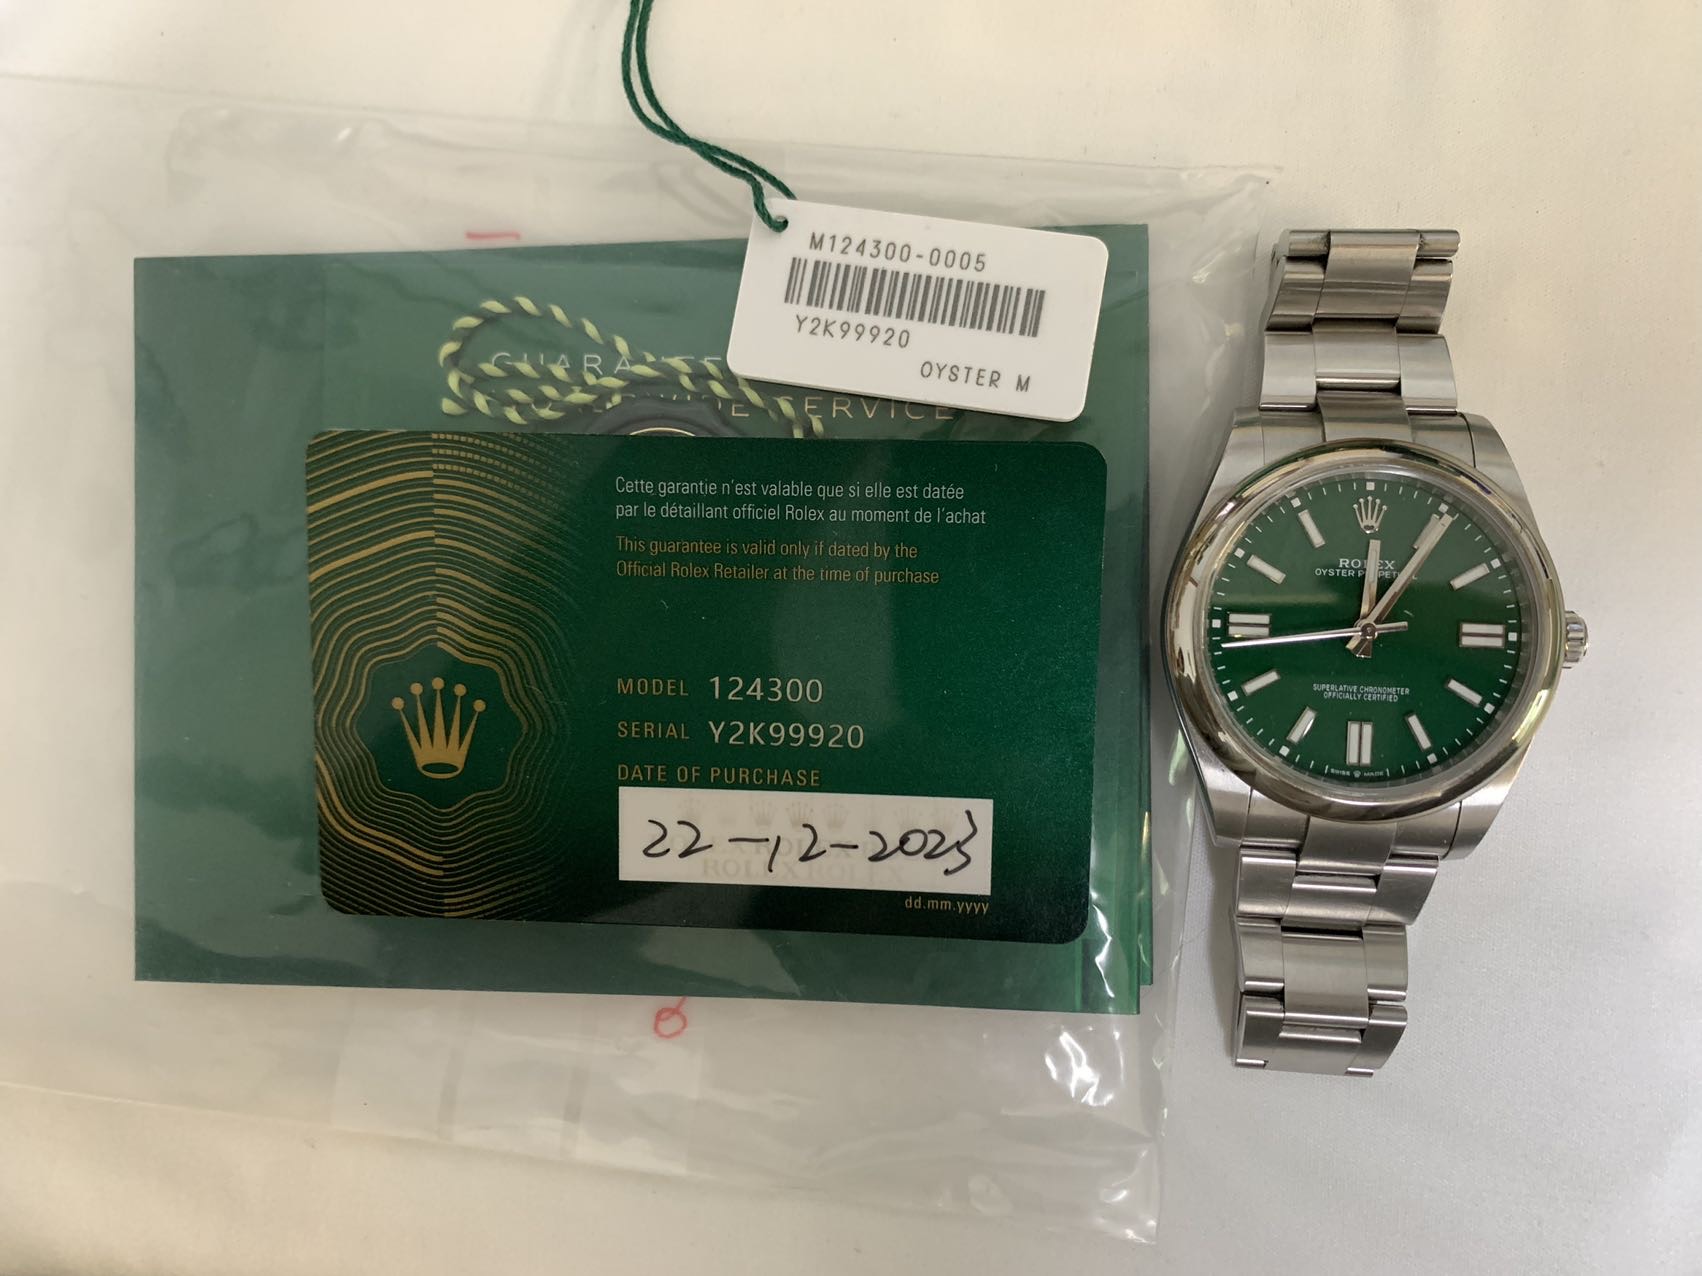 M124300-0005
Y2K99920
OYSTER M
SERVICE
Cette garantie n'est valable que si elle est datée
par le détaillant officiel Rolex au moment de l'achat
This guarantee is valid only if dated by the
Official Rolex Retailer at the time of purchase
MODEL 124300
SERIAL Y2K99920
DATE OF PURCHASE
22-12-2023
ROLEX ROLEX
dd.mm.yyyy
ROLEX
OYSTER PERPETUAL
SUPERLATIVE CHRONOMETER
OFFICIALLY CERTIFIED
SWISS MADE